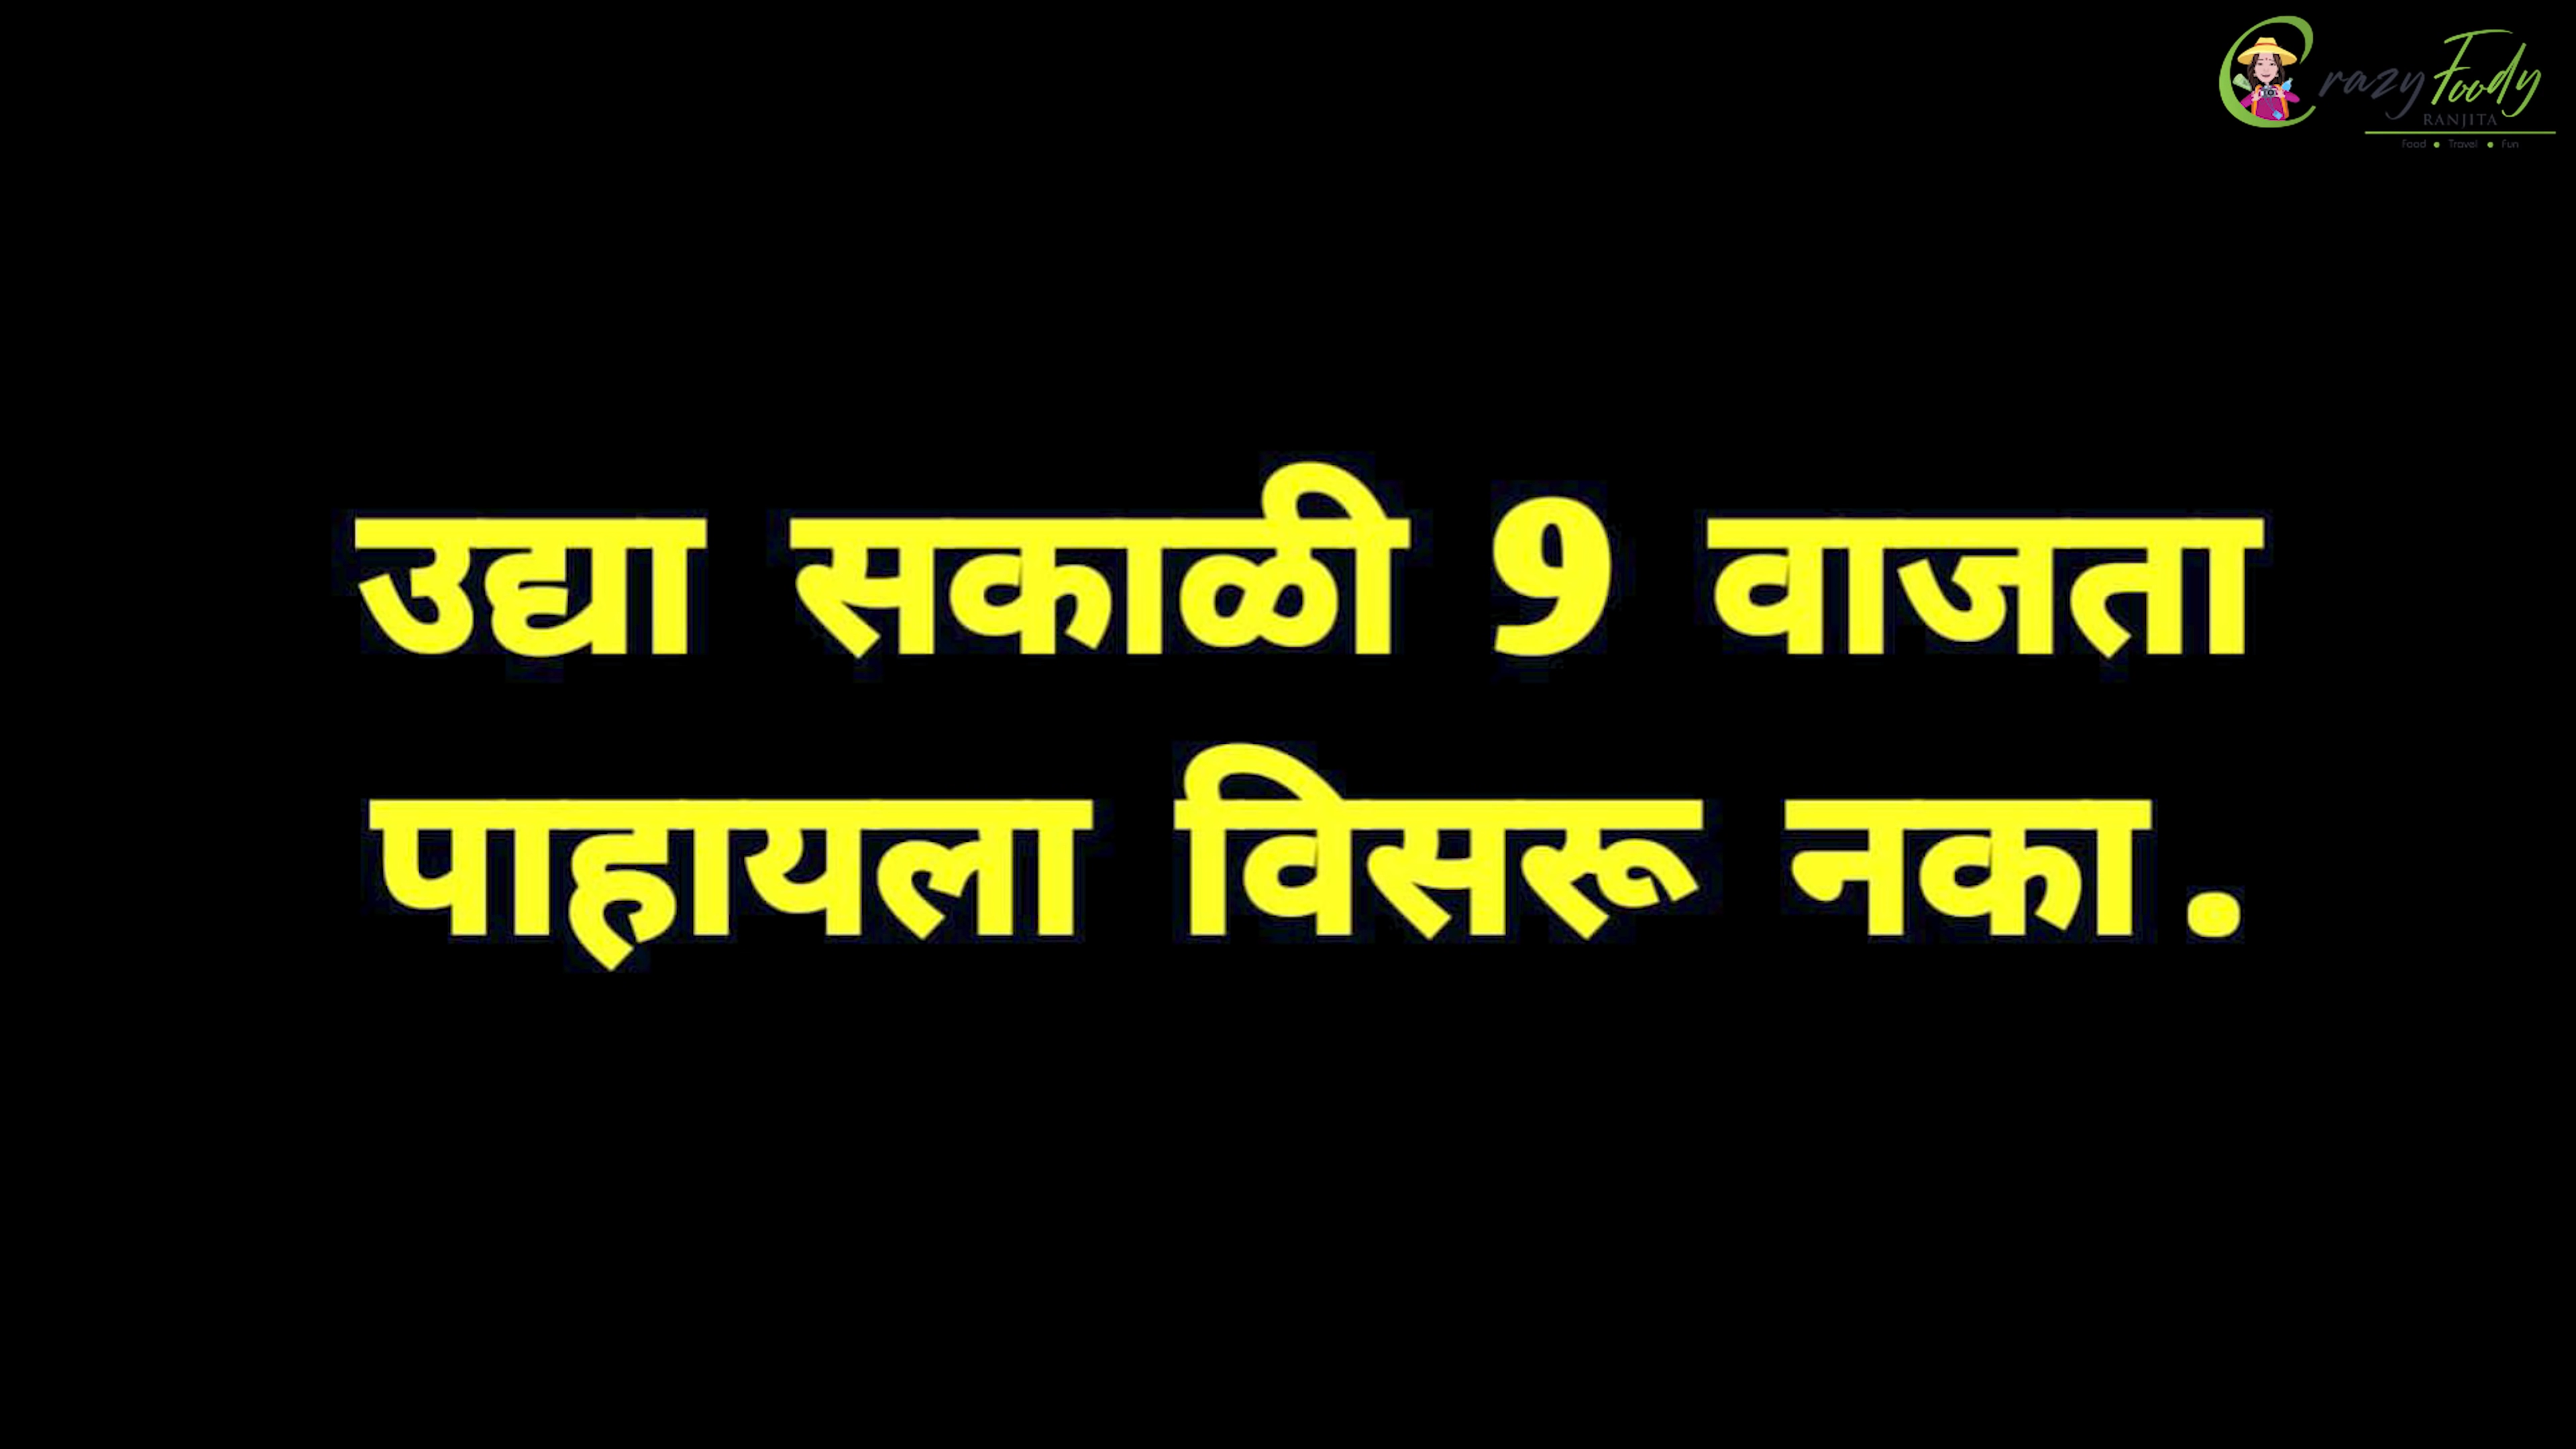 Crazy Foody
RANJITA
Food • Travel • Fun
उद्या सकाळी 9 वाजता
पाहायला विसरू नका.